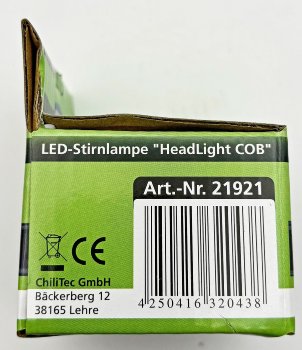 LED-Stirnlampe "HeadLight COB"
Art.-Nr. 21921
CE
ChiliTec GmbH
Bäckerberg 12
38165 Lehre
4 250416 320438